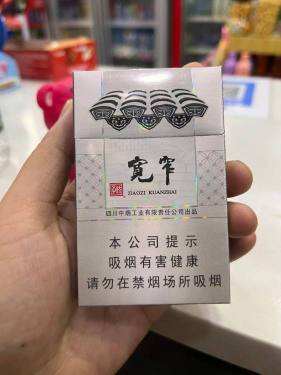 宽窄
JIAOZI KUANZHAI
四川中烟工业有限责任公司出品
本公司提示
吸烟有害健康
请勿在禁烟场所吸烟